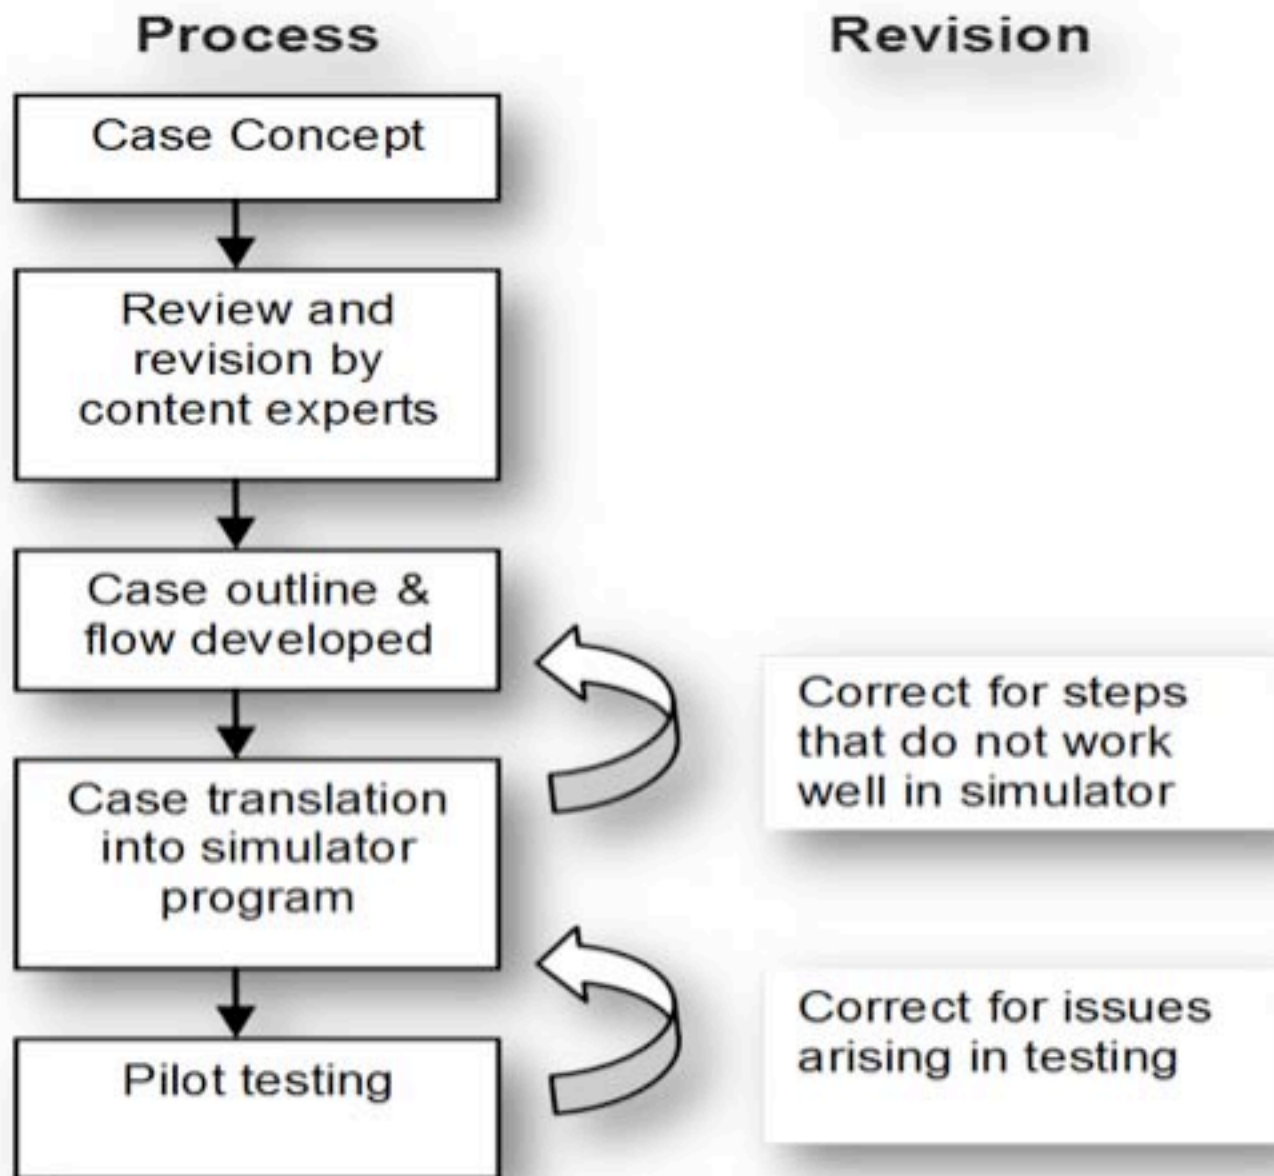 Process
Revision
Case Concept
Review and
revision by
content experts
Case outline &
flow developed
Correct for steps
that do not work
well in simulator
Case translation
into simulator
program
Correct for issues
arising in testing
Pilot testing